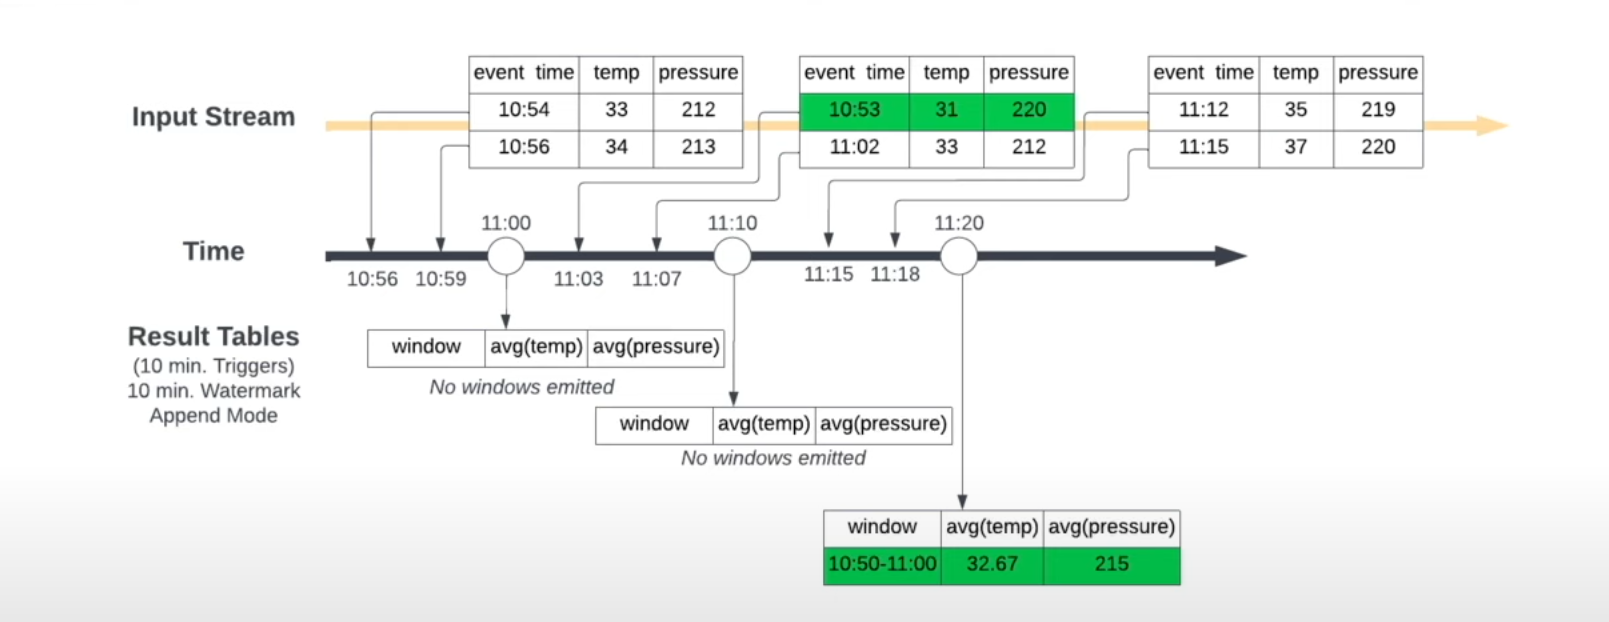 event time temp pressure
10:54 33 212
10:56 34 213
event time temp pressure
10:53 31 220
11:02 33 212
event time temp pressure
11:12 35 219
11:15 37 220
Input Stream
11:00
11:10
11:20
Time
10:56
10:59
11:03
11:07
11:15
11:18
Result Tables
(10 min. Triggers)
10 min. Watermark
Append Mode
window avg(temp) avg(pressure)
No windows emitted
window avg(temp) avg(pressure)
No windows emitted
window avg(temp) avg(pressure)
10:50-11:00 32.67 215